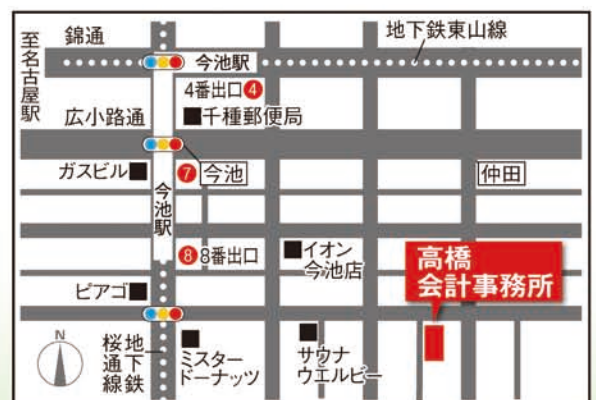 至名古屋駅
錦通
地下鉄東山線
今池駅
4番出口4
千種郵便局
広小路通
ガスビル
7
今池
仲田
今池駅
8 8番出口
イオン
今池店
高橋
会計事務所
ピアゴ
N
地下鉄
桜通線
ミスター
ドーナッツ
サウナ
ウエルビー